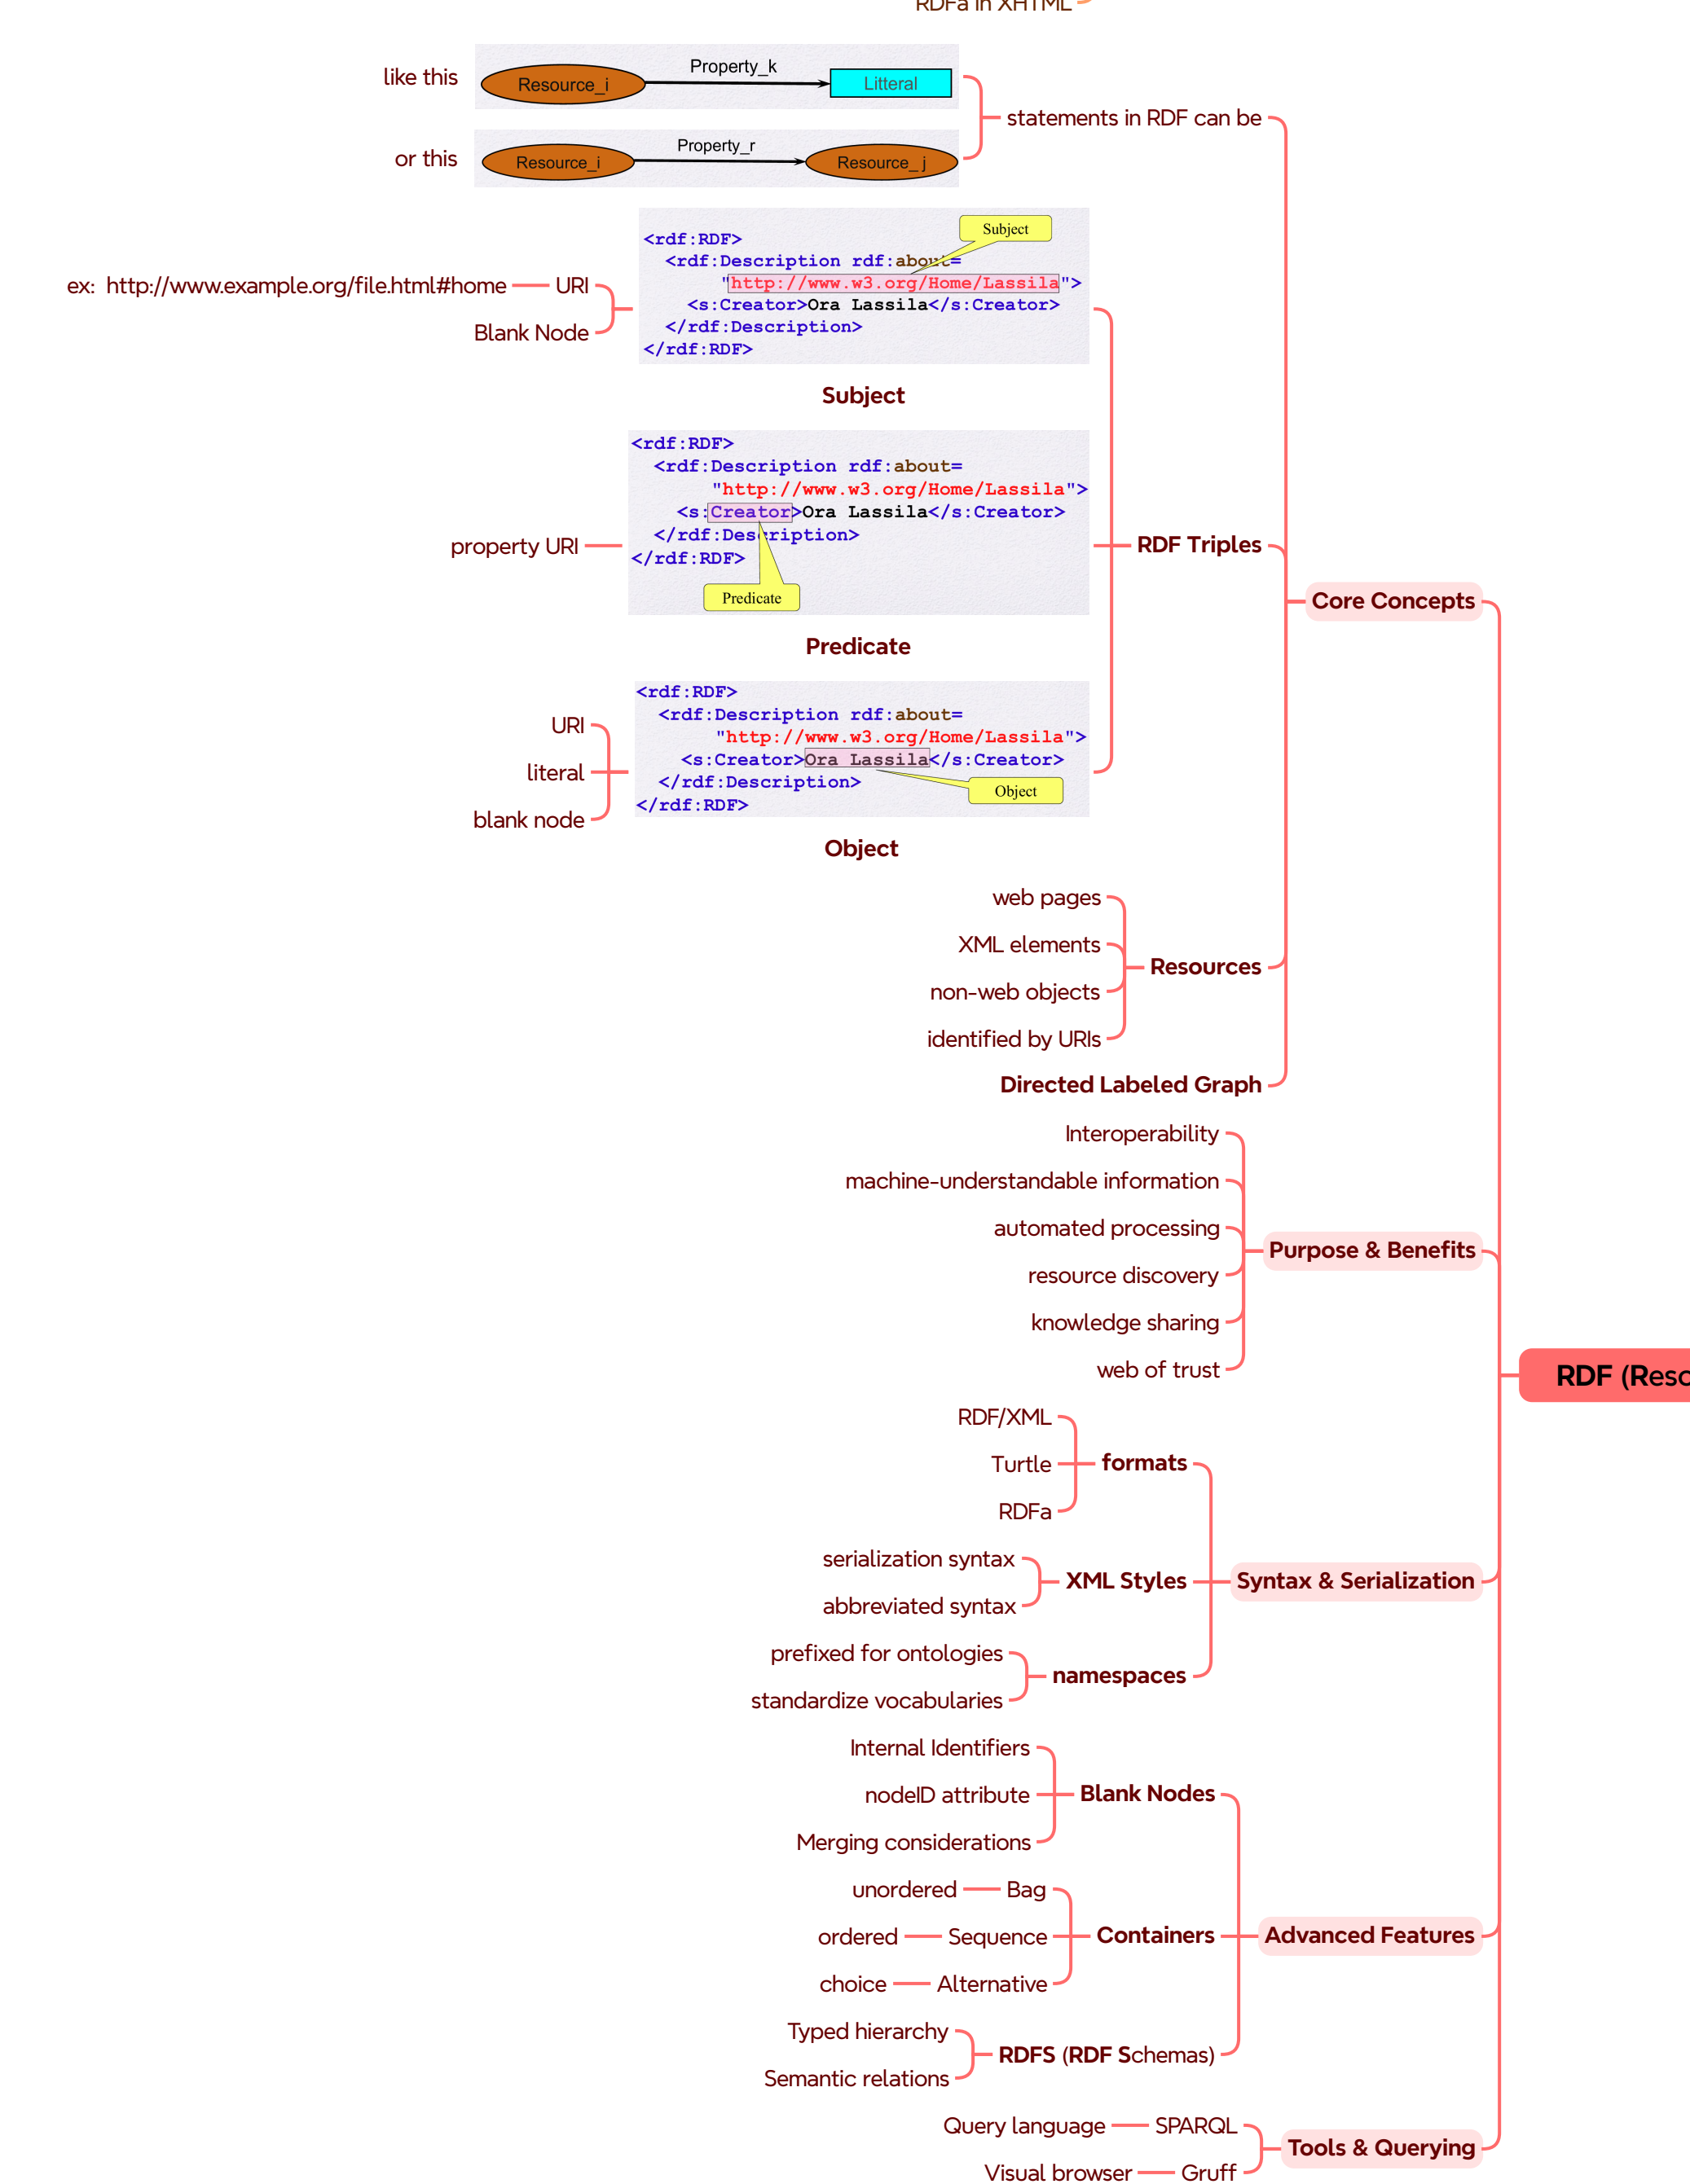 RDFa in XHTML
like this
Resource_i
Property_k
Litteral
or this
Resource_i
Property_r
Resource_j
statements in RDF can be
<rdf:RDF>
<rdf:Description rdf:about=
"http://www.w3.org/Home/Lassila">
<s:Creator>Ora Lassila</s:Creator>
</rdf:Description>
</rdf:RDF>
Subject
ex: http://www.example.org/file.html#home
URI
Blank Node
Subject
<rdf:RDF>
<rdf:Description rdf:about=
"http://www.w3.org/Home/Lassila">
<s:Creator>Ora Lassila</s:Creator>
</rdf:Description>
</rdf:RDF>
Predicate
property URI
Predicate
RDF Triples
Core Concepts
<rdf:RDF>
<rdf:Description rdf:about=
"http://www.w3.org/Home/Lassila">
<s:Creator>Ora Lassila</s:Creator>
</rdf:Description>
</rdf:RDF>
Object
URI
literal
blank node
Object
web pages
XML elements
non-web objects
identified by URIs
Resources
Directed Labeled Graph
Interoperability
machine-understandable information
automated processing
resource discovery
knowledge sharing
web of trust
Purpose & Benefits
RDF (Reso
RDF/XML
Turtle
RDFa
formats
serialization syntax
abbreviated syntax
XML Styles
Syntax & Serialization
prefixed for ontologies
standardize vocabularies
namespaces
Internal Identifiers
nodeID attribute
Merging considerations
Blank Nodes
unordered
Bag
ordered
Sequence
choice
Alternative
Containers
Advanced Features
Typed hierarchy
Semantic relations
RDFS (RDF Schemas)
Query language
SPARQL
Visual browser
Gruff
Tools & Querying